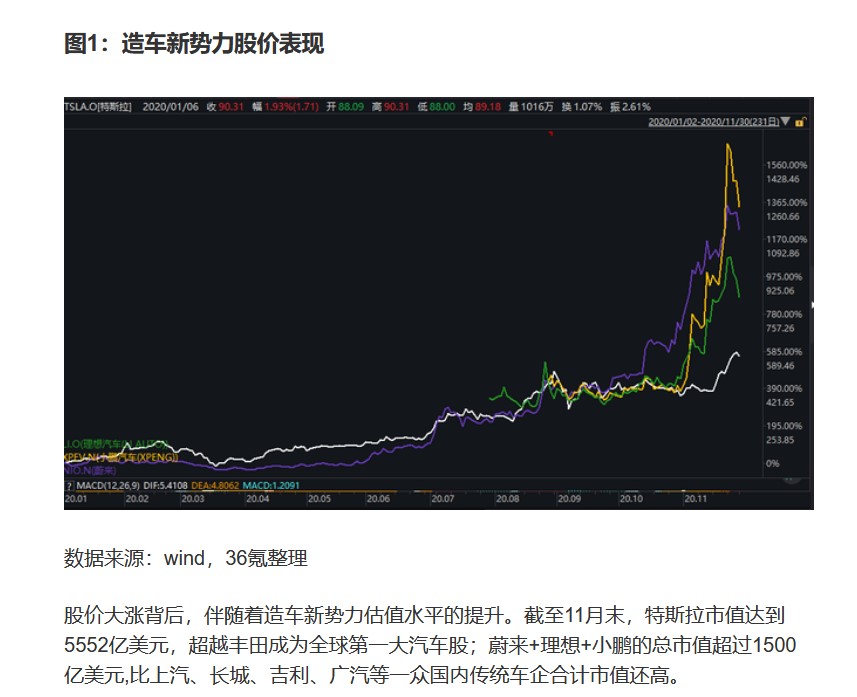 图1：造车新势力股价表现
TSLA.O[特斯拉] 2020/01/06 收 90.31 幅 1.93%(1.71) 开 88.09 高 90.31 低 88.00 均 89.18 量 1016万 换 1.07% 振 2.61%
2020/01/02-2020/11/30(231日)
1560.00%
1428.46
1365.00%
1260.66
1170.00%
1092.86
975.00%
925.06
780.00%
757.26
585.00%
589.46
390.00%
421.65
195.00%
253.85
0%
LI.O(理想汽车(LI AUTO))
XPEV.N(小鹏汽车(XPENG))
NIO.N(蔚来)
? MACD(12,26,9) DIF:5.4108 DEA:4.8062 MACD:1.2091
20.01 20.02 20.03 20.04 20.05 20.06 20.07 20.08 20.09 20.10 20.11
数据来源：wind，36氪整理
股价大涨背后，伴随着造车新势力估值水平的提升。截至11月末，特斯拉市值达到
5552亿美元，超越丰田成为全球第一大汽车股；蔚来+理想+小鹏的总市值超过1500
亿美元,比上汽、长城、吉利、广汽等一众国内传统车企合计市值还高。